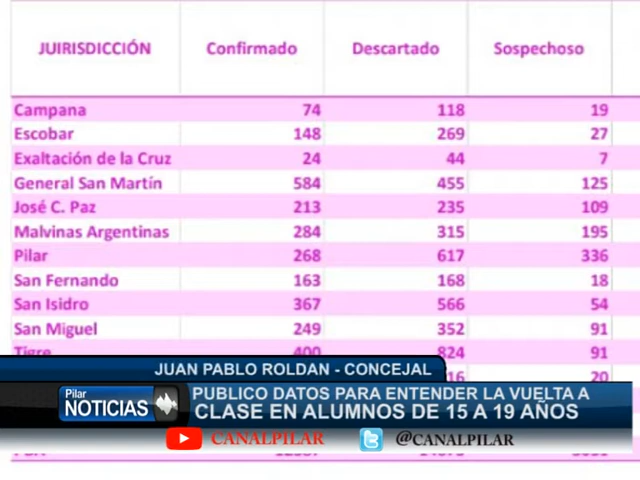 JUIRISDICCIÓN Confirmado Descartado Sospechoso
Campana 74 118 19
Escobar 148 269 27
Exaltación de la Cruz 24 44 7
General San Martín 584 455 125
José C. Paz 213 235 109
Malvinas Argentinas 284 315 195
Pilar 268 617 336
San Fernando 163 168 18
San Isidro 367 566 54
San Miguel 249 352 91
Tigre 400 824 91
20
JUAN PABLO ROLDAN - CONCEJAL
Pilar
NOTICIAS
PUBLICO DATOS PARA ENTENDER LA VUELTA A
CLASE EN ALUMNOS DE 15 A 19 AÑOS
CANALPILAR @CANALPILAR